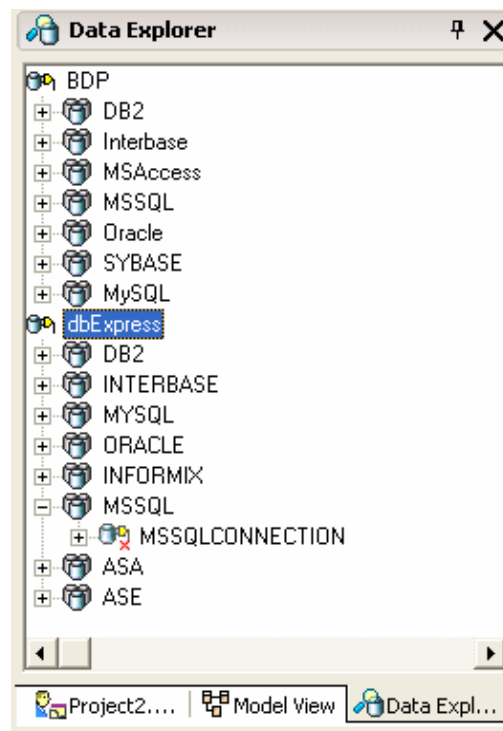 Data Explorer
BDP
DB2
Interbase
MSAccess
MSSQL
Oracle
SYBASE
MySQL
dbExpress
DB2
INTERBASE
MYSQL
ORACLE
INFORMIX
MSSQL
MSSQLCONNECTION
ASA
ASE
Project2.... Model View Data Expl...